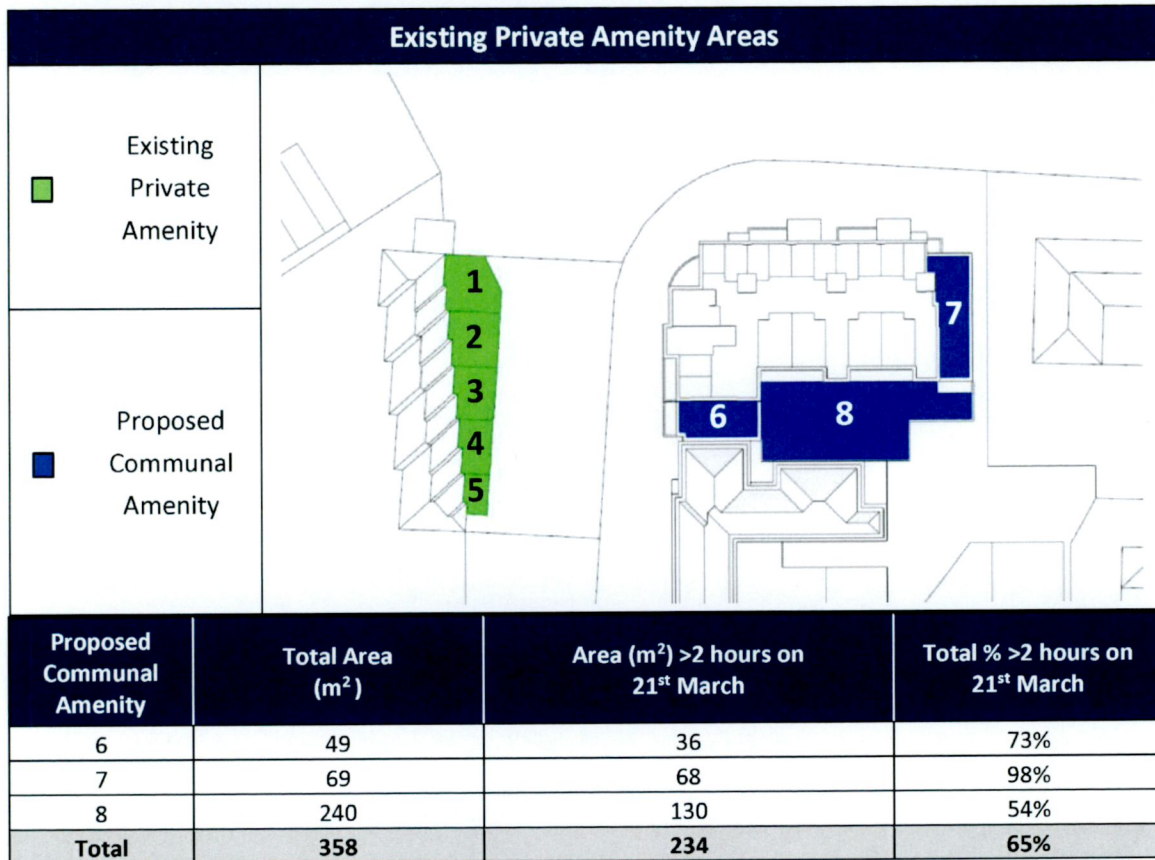 Existing Private Amenity Areas
Existing
Private
Amenity
Proposed
Communal
Amenity
1
2
3
4
5
6
7
8
Proposed
Communal
Amenity
Total Area
(m²)
Area (m²) >2 hours on
21st March
Total % >2 hours on
21st March
6 49 36 73%
7 69 68 98%
8 240 130 54%
Total 358 234 65%